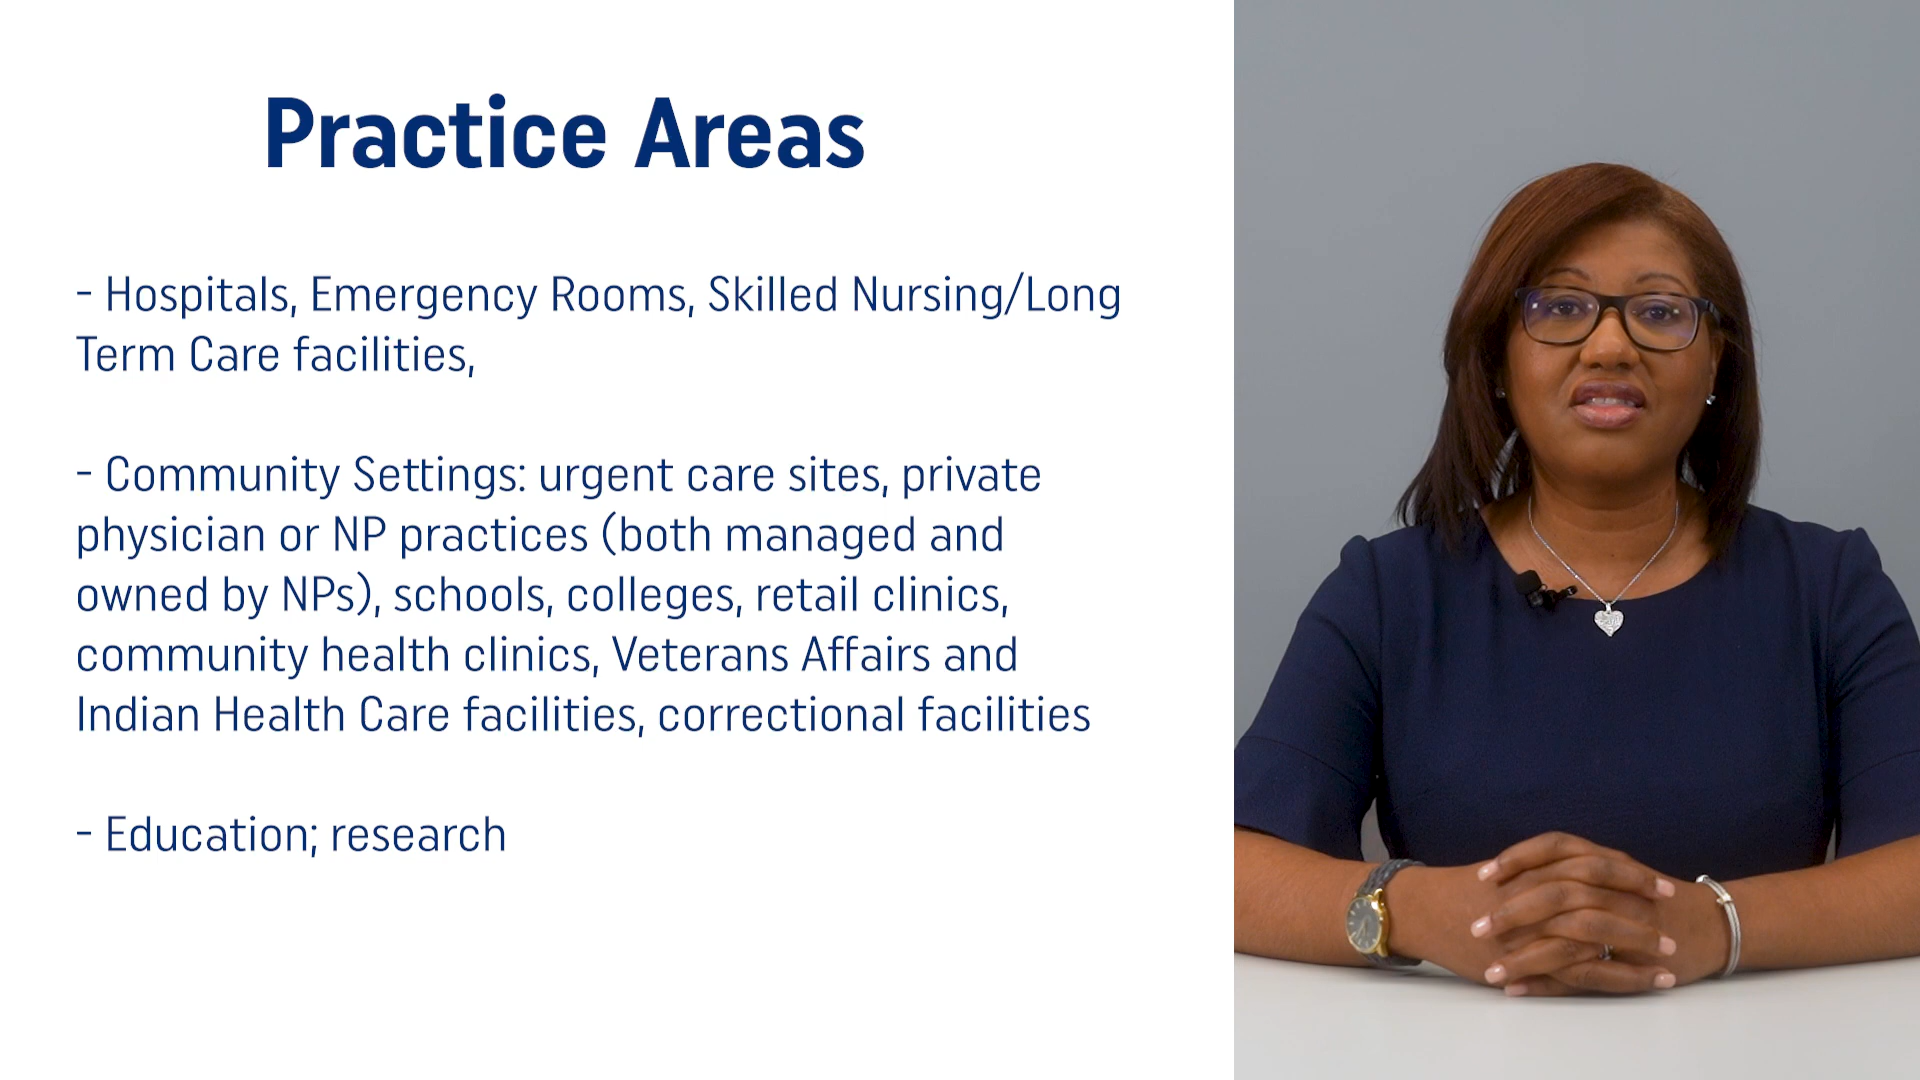 Practice Areas
- Hospitals, Emergency Rooms, Skilled Nursing/Long
Term Care facilities,
- Community Settings: urgent care sites, private
physician or NP practices (both managed and
owned by NPs), schools, colleges, retail clinics,
community health clinics, Veterans Affairs and
Indian Health Care facilities, correctional facilities
- Education; research